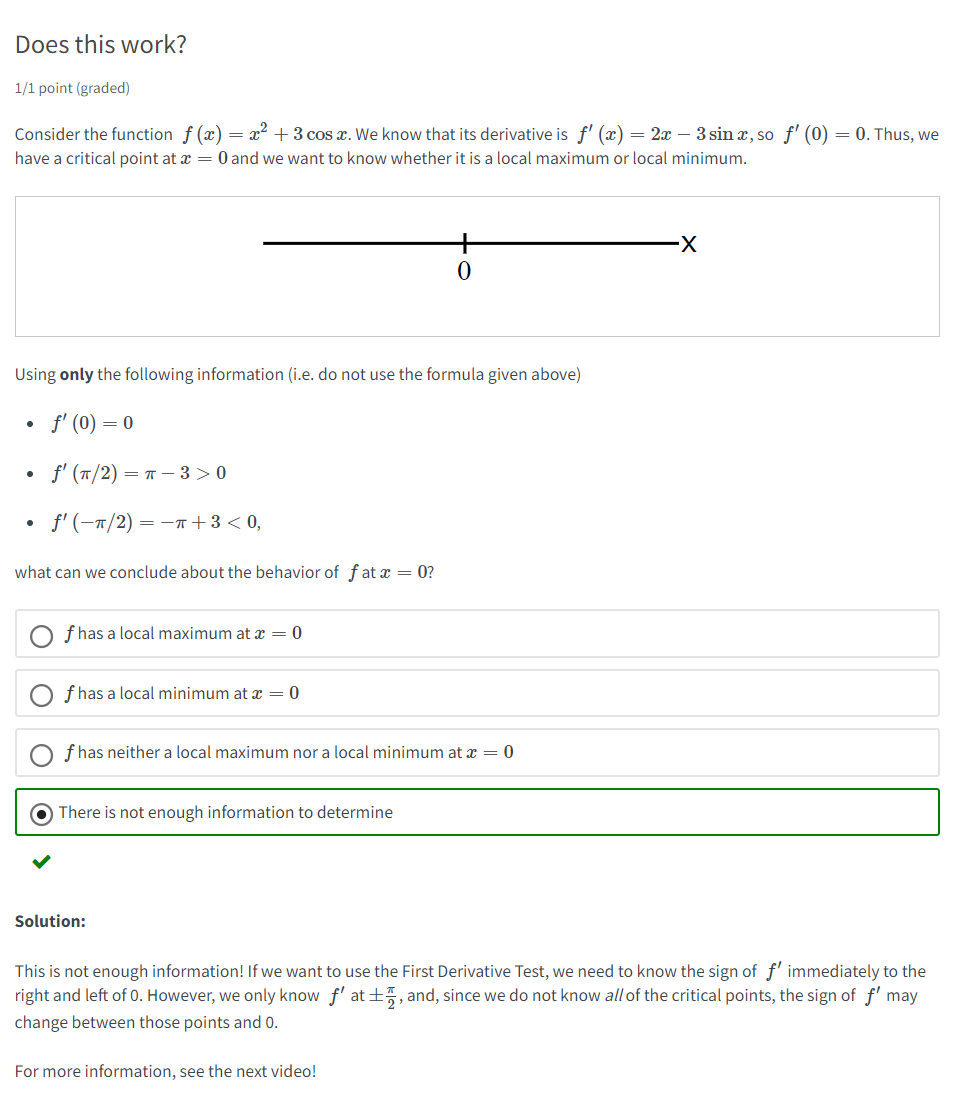 Does this work?
1/1 point (graded)
Consider the function f (x) = x² + 3 cos x. We know that its derivative is f′ (x) = 2x − 3 sin x, so f′ (0) = 0. Thus, we
have a critical point at x = 0 and we want to know whether it is a local maximum or local minimum.
X
0
Using only the following information (i.e. do not use the formula given above)
• f′ (0) = 0
• f′ (π/2) = π − 3 > 0
• f′ (−π/2) = −π + 3 < 0,
what can we conclude about the behavior of f at x = 0?
f has a local maximum at x = 0
f has a local minimum at x = 0
f has neither a local maximum nor a local minimum at x = 0
There is not enough information to determine
Solution:
This is not enough information! If we want to use the First Derivative Test, we need to know the sign of f′ immediately to the
right and left of 0. However, we only know f′ at ±π/2, and, since we do not know all of the critical points, the sign of f′ may
change between those points and 0.
For more information, see the next video!